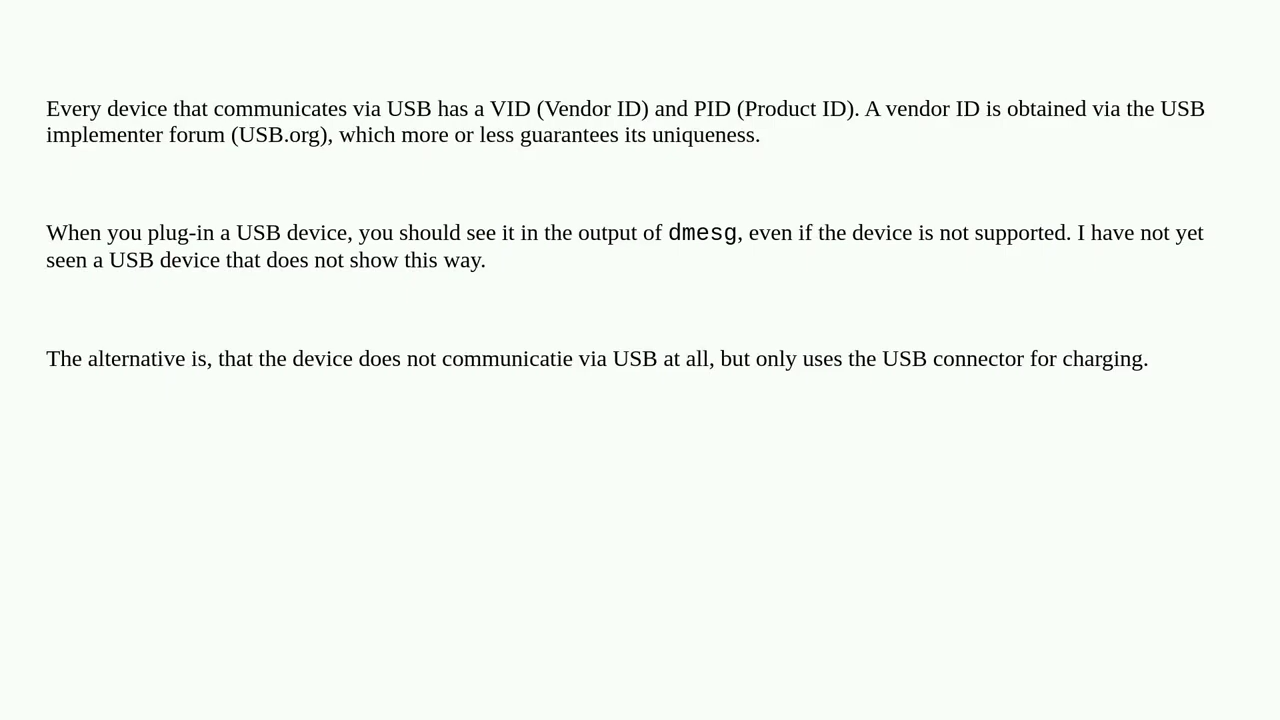 Every device that communicates via USB has a VID (Vendor ID) and PID (Product ID). A vendor ID is obtained via the USB
implementer forum (USB.org), which more or less guarantees its uniqueness.
When you plug-in a USB device, you should see it in the output of dmesg, even if the device is not supported. I have not yet
seen a USB device that does not show this way.
The alternative is, that the device does not communicatie via USB at all, but only uses the USB connector for charging.